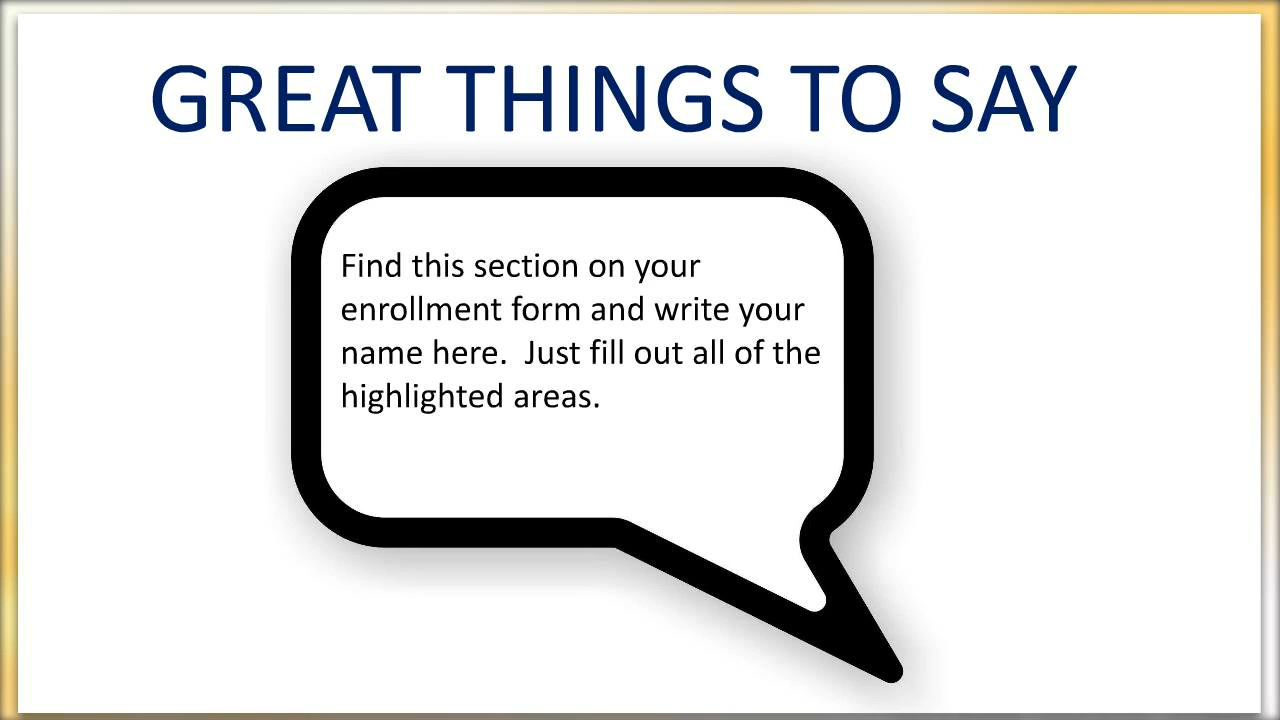 GREAT THINGS TO SAY
Find this section on your
enrollment form and write your
name here.  Just fill out all of the
highlighted areas.